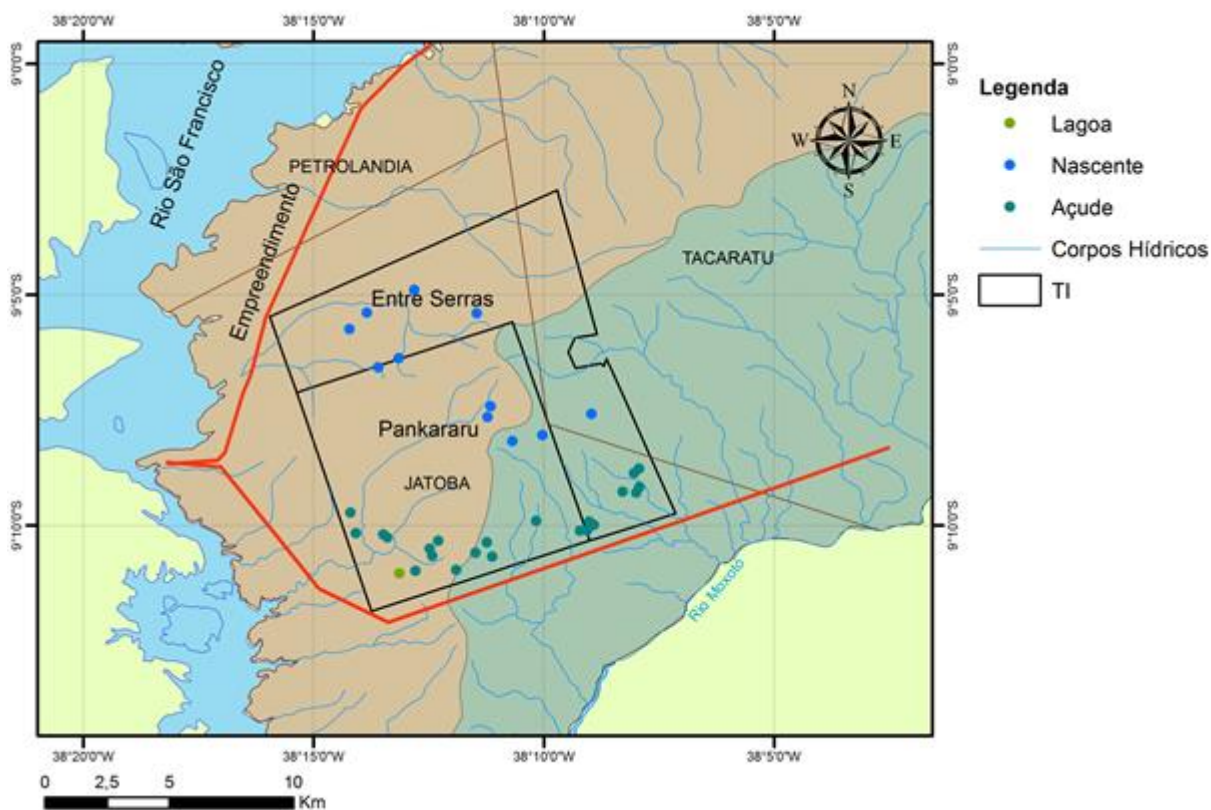 38°20'0"W 38°15'0"W 38°10'0"W 38°5'0"W
9°0'0"S
9°5'0"S
9°10'0"S
Rio São Francisco
Empreendimento
PETROLANDIA
Entre Serras
TACARATU
Pankararu
JATOBA
Rio Moxoto
N
W E
S
9°0'0"S
9°5'0"S
9°10'0"S
38°20'0"W 38°15'0"W 38°10'0"W 38°5'0"W
0 2,5 5 10
Km
Legenda
Lagoa
Nascente
Açude
Corpos Hídricos
TI